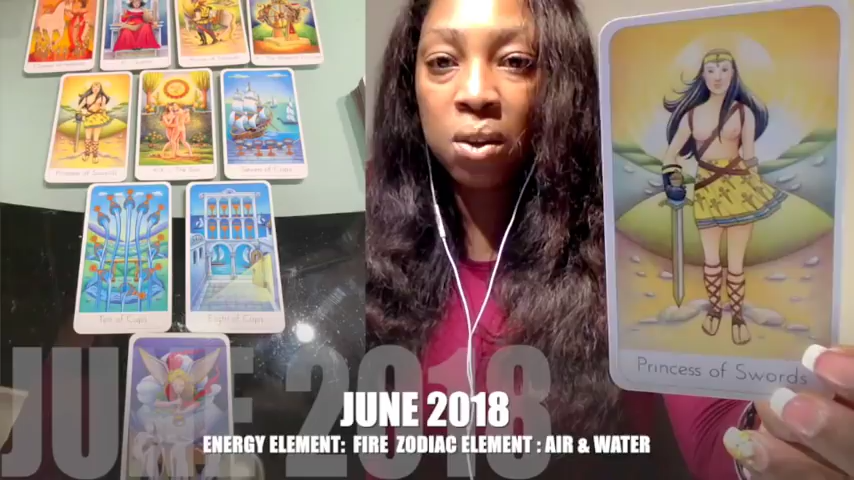 Princess of Swords
XIX The Sun
Seven of Cups
Ten of Cups
Eight of Cups
Princess of Swords
JUNE 2018
JUNE 2018
ENERGY ELEMENT: FIRE ZODIAC ELEMENT : AIR & WATER